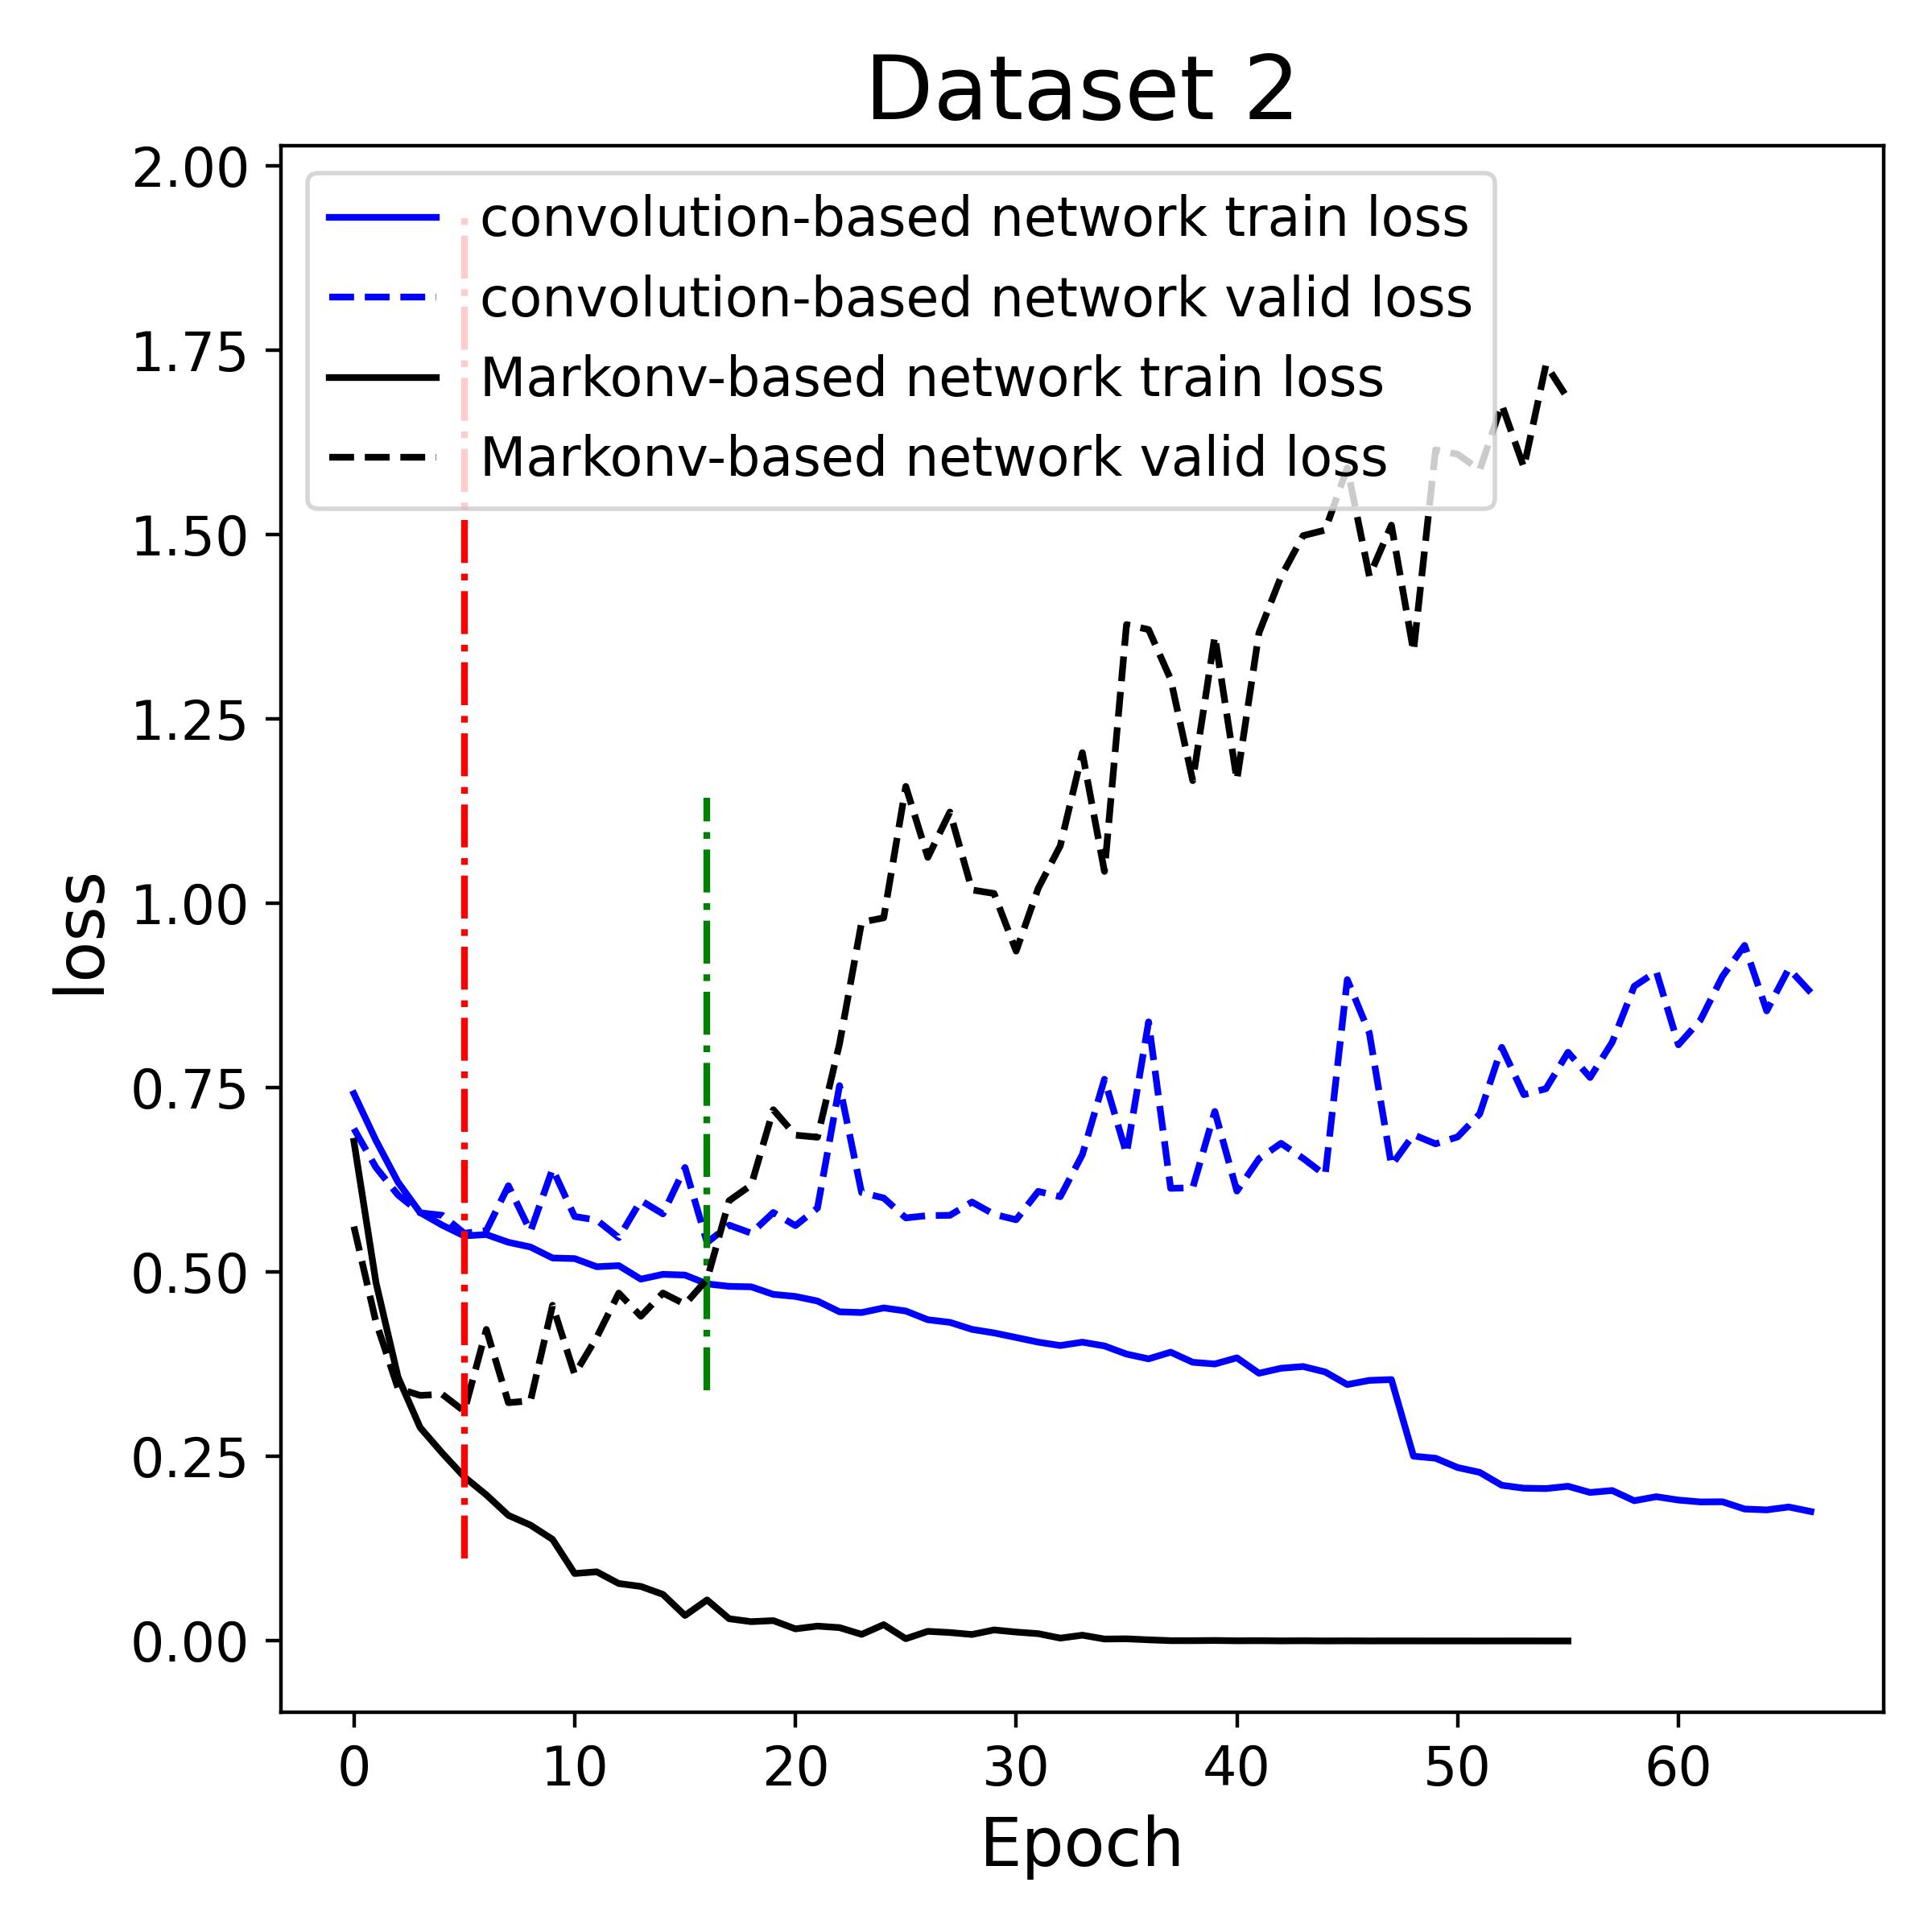 Dataset 2
2.00
1.75
1.50
1.25
1.00
0.75
0.50
0.25
0.00
loss
convolution-based network train loss
convolution-based network valid loss
Markonv-based network train loss
Markonv-based network valid loss
0 10 20 30 40 50 60
Epoch